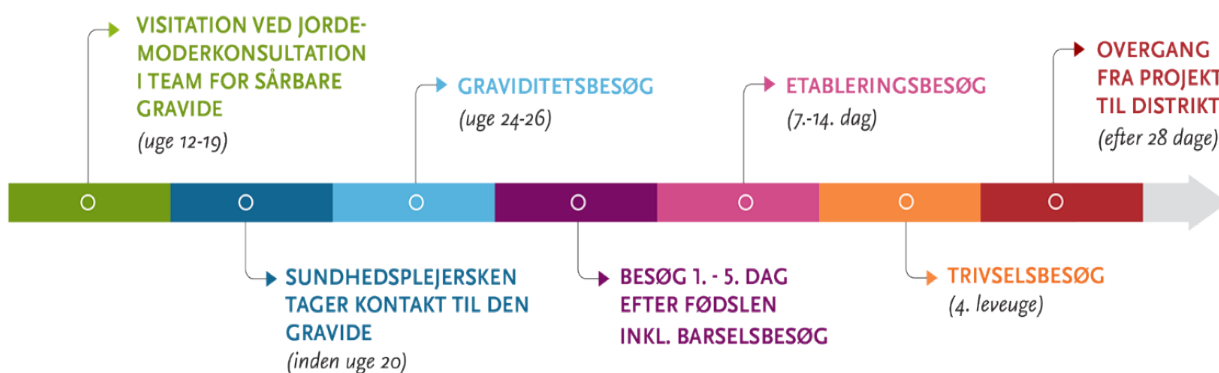 VISITATION VED JORDE-
MODERKONSULTATION
I TEAM FOR SÅRBARE
GRAVIDE
(uge 12-19)
SUNDHEDSPLEJERSKEN
TAGER KONTAKT TIL DEN
GRAVIDE
(inden uge 20)
GRAVIDITETSBESØG
(uge 24-26)
BESØG 1. - 5. DAG
EFTER FØDSLEN
INKL. BARSELSBESØG
ETABLERINGSBESØG
(7.-14. dag)
TRIVSELSBESØG
(4. leveuge)
OVERGANG
FRA PROJEKT
TIL DISTRIKT
(efter 28 dage)